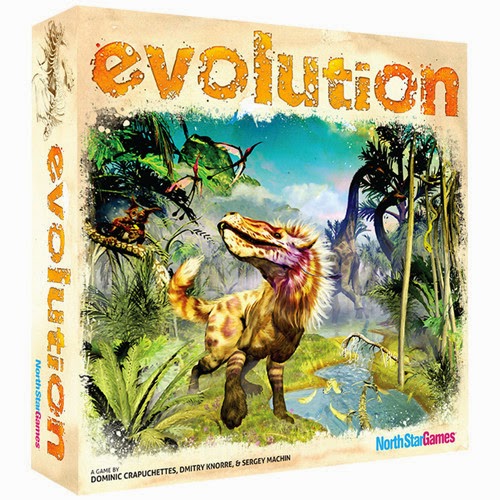 evolution
evolution
NorthStarGames
NorthStarGames
A GAME BY
DOMINIC CRAPUCHETTES, DMITRY KNORRE, & SERGEY MACHIN